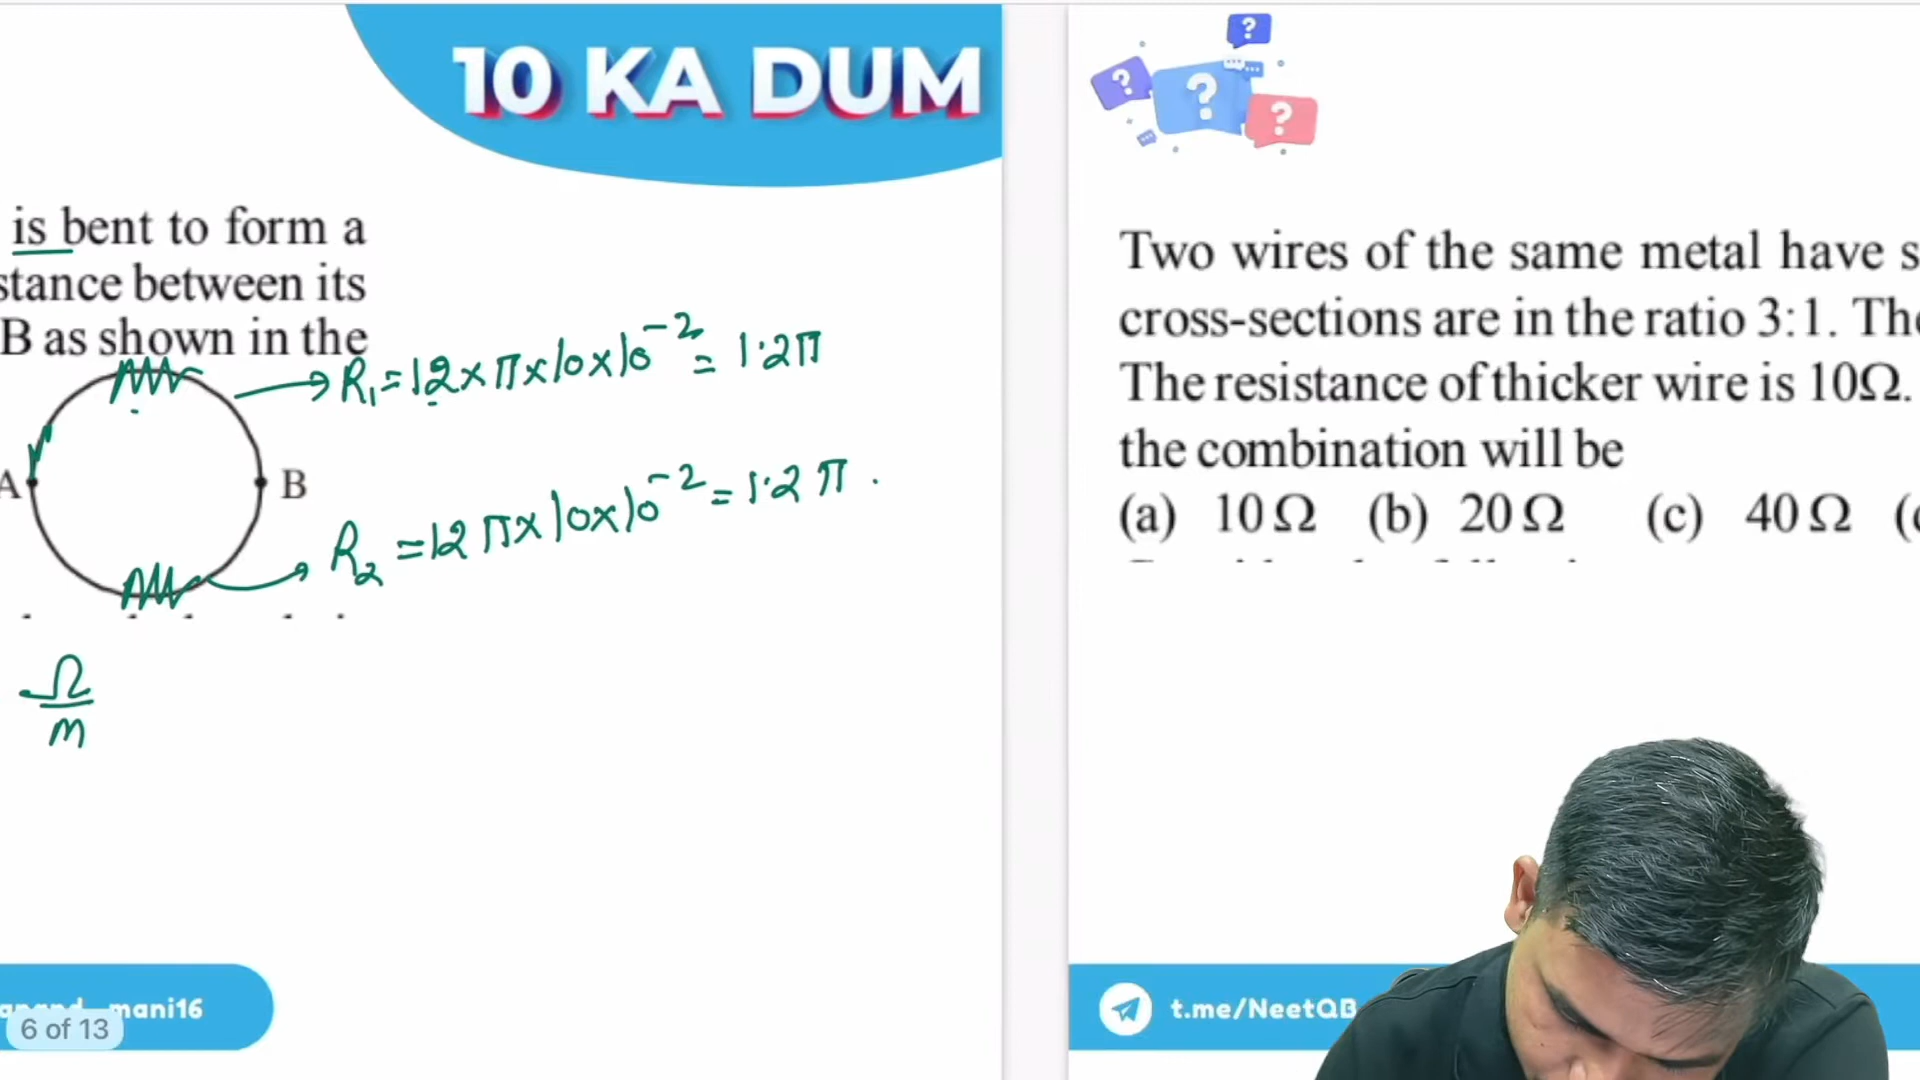 10 KA DUM
is bent to form a
stance between its
B as shown in the
R₁ = 12 × π × 10 × 10⁻² = 1.2π
A
B
R₂ = 12 π × 10 × 10⁻² = 1.2 π .
Ω
m
mani16
6 of 13
? ? ? ?
Two wires of the same metal have s
cross-sections are in the ratio 3:1. The
The resistance of thicker wire is 10Ω.
the combination will be
(a) 10 Ω (b) 20 Ω (c) 40 Ω (
t.me/NeetQB